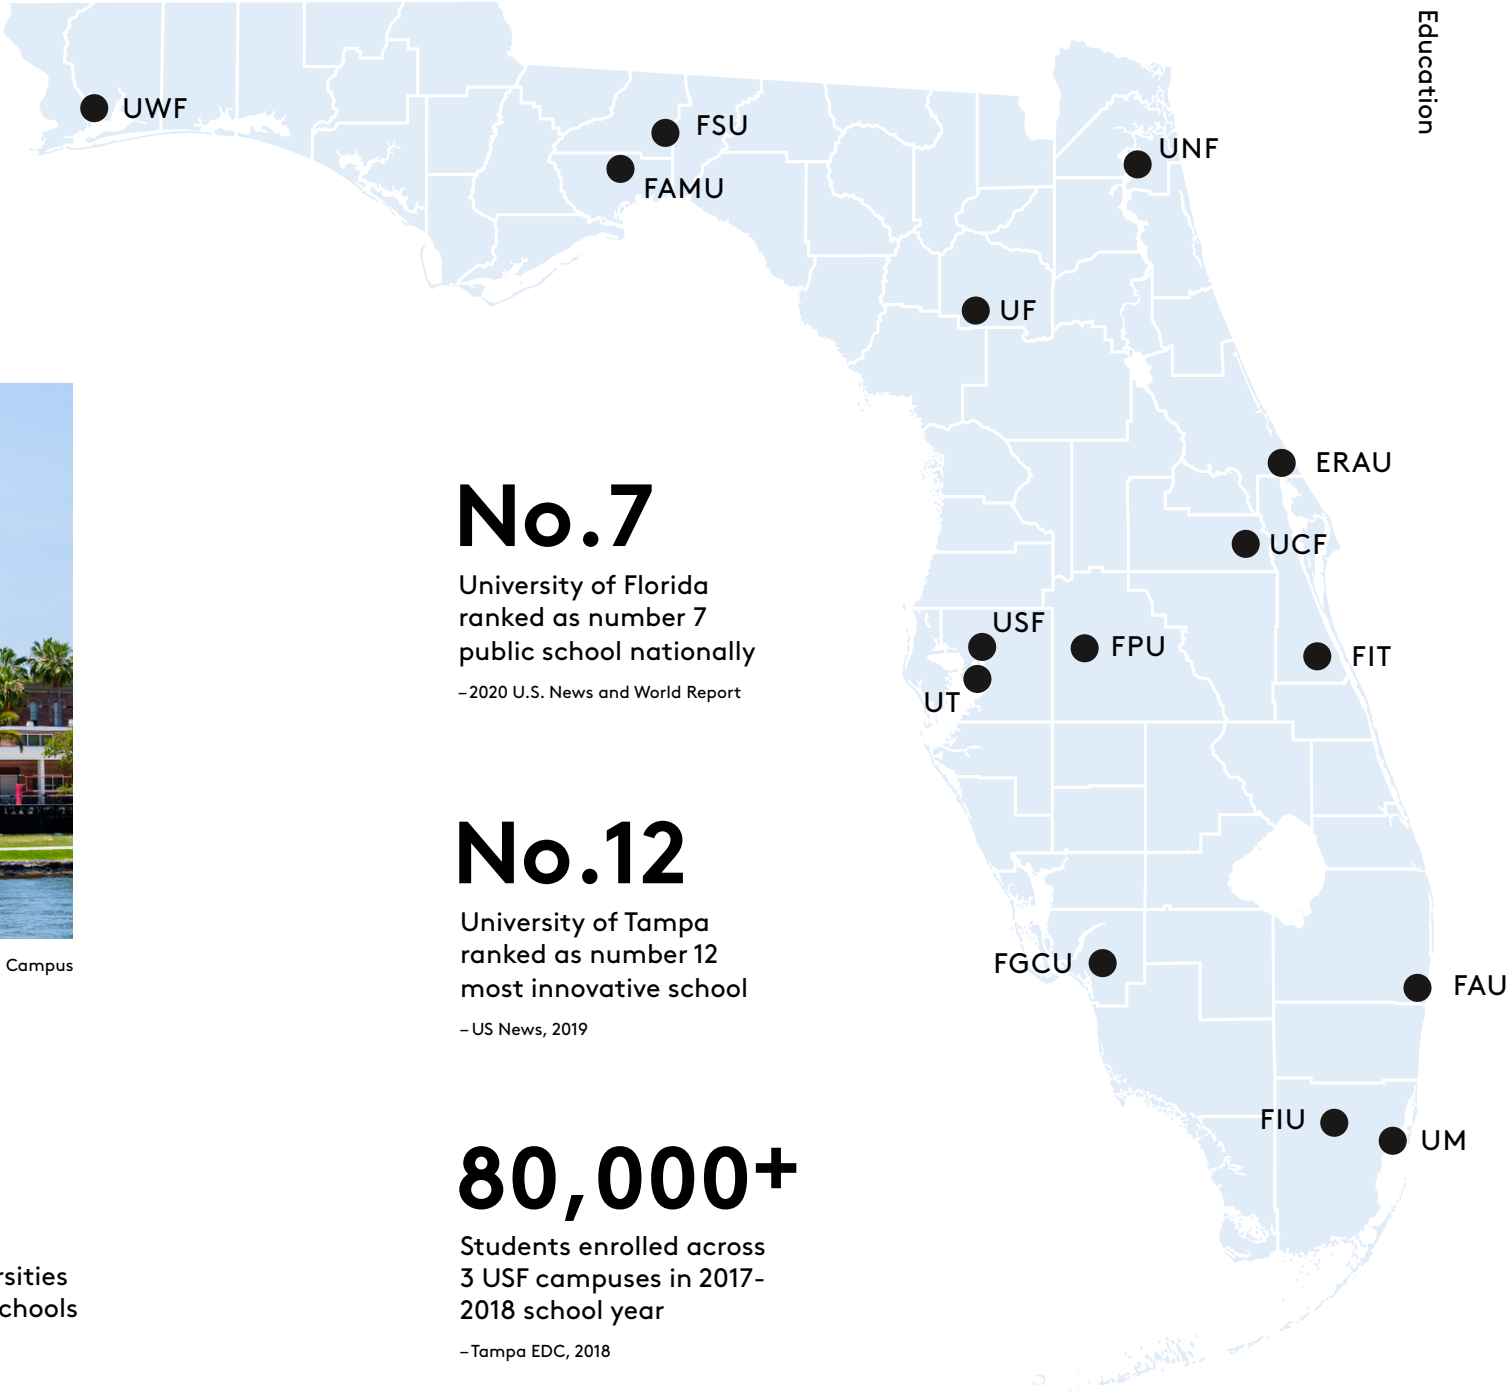 Education
UWF
FSU
FAMU
UNF
UF
ERAU
UCF
USF
FPU
UT
FIT
FGCU
FAU
FIU
UM
No.7
University of Florida
ranked as number 7
public school nationally
–2020 U.S. News and World Report
No.12
University of Tampa
ranked as number 12
most innovative school
–US News, 2019
80,000+
Students enrolled across
3 USF campuses in 2017-
2018 school year
–Tampa EDC, 2018
Campus
rsities
chools